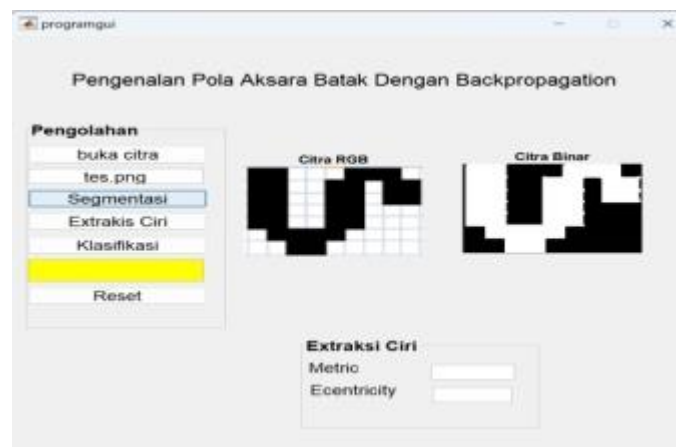 programgui
Pengenalan Pola Aksara Batak Dengan Backpropagation
Pengolahan
buka citra
tes.png
Segmentasi
Extrakis Ciri
Klasifikasi
Reset
Citra RGB
Citra Binar
Extraksi Ciri
Metric
Ecentricity